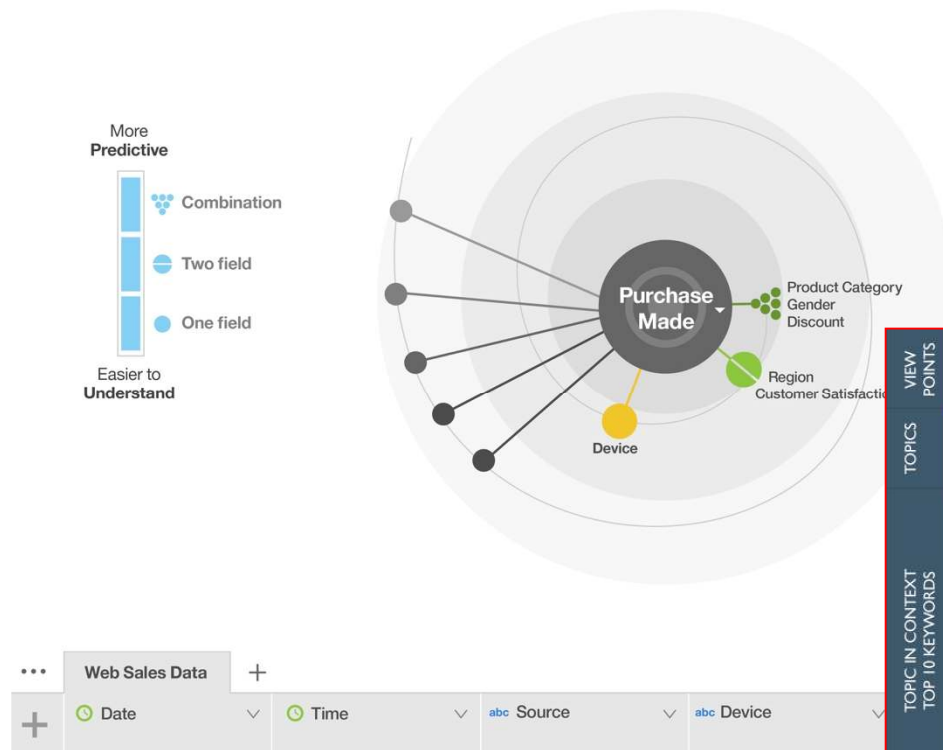 More
Predictive
Combination
Two field
One field
Easier to
Understand
Purchase
Made
Product Category
Gender
Discount
Region
Customer Satisfactio
Device
VIEW
POINTS
TOPICS
TOPIC IN CONTEXT
TOP 10 KEYWORDS
Web Sales Data
Date
Time
abc Source
abc Device